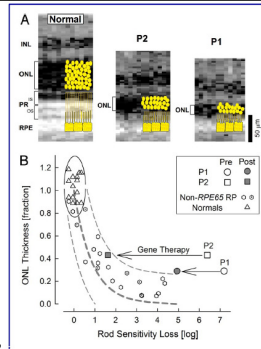 A
Normal
P2
P1
INL
ONL
ONL
ONL
PR
IS
OS
RPE
50 µm
B
Pre Post
P1
P2
Non-RPE65 RP
Normals
ONL Thickness [fraction]
1.2
1.0
0.8
0.6
0.4
0.2
0.0
Gene Therapy
P2
P1
0 1 2 3 4 5 6 7
Rod Sensitivity Loss [log]